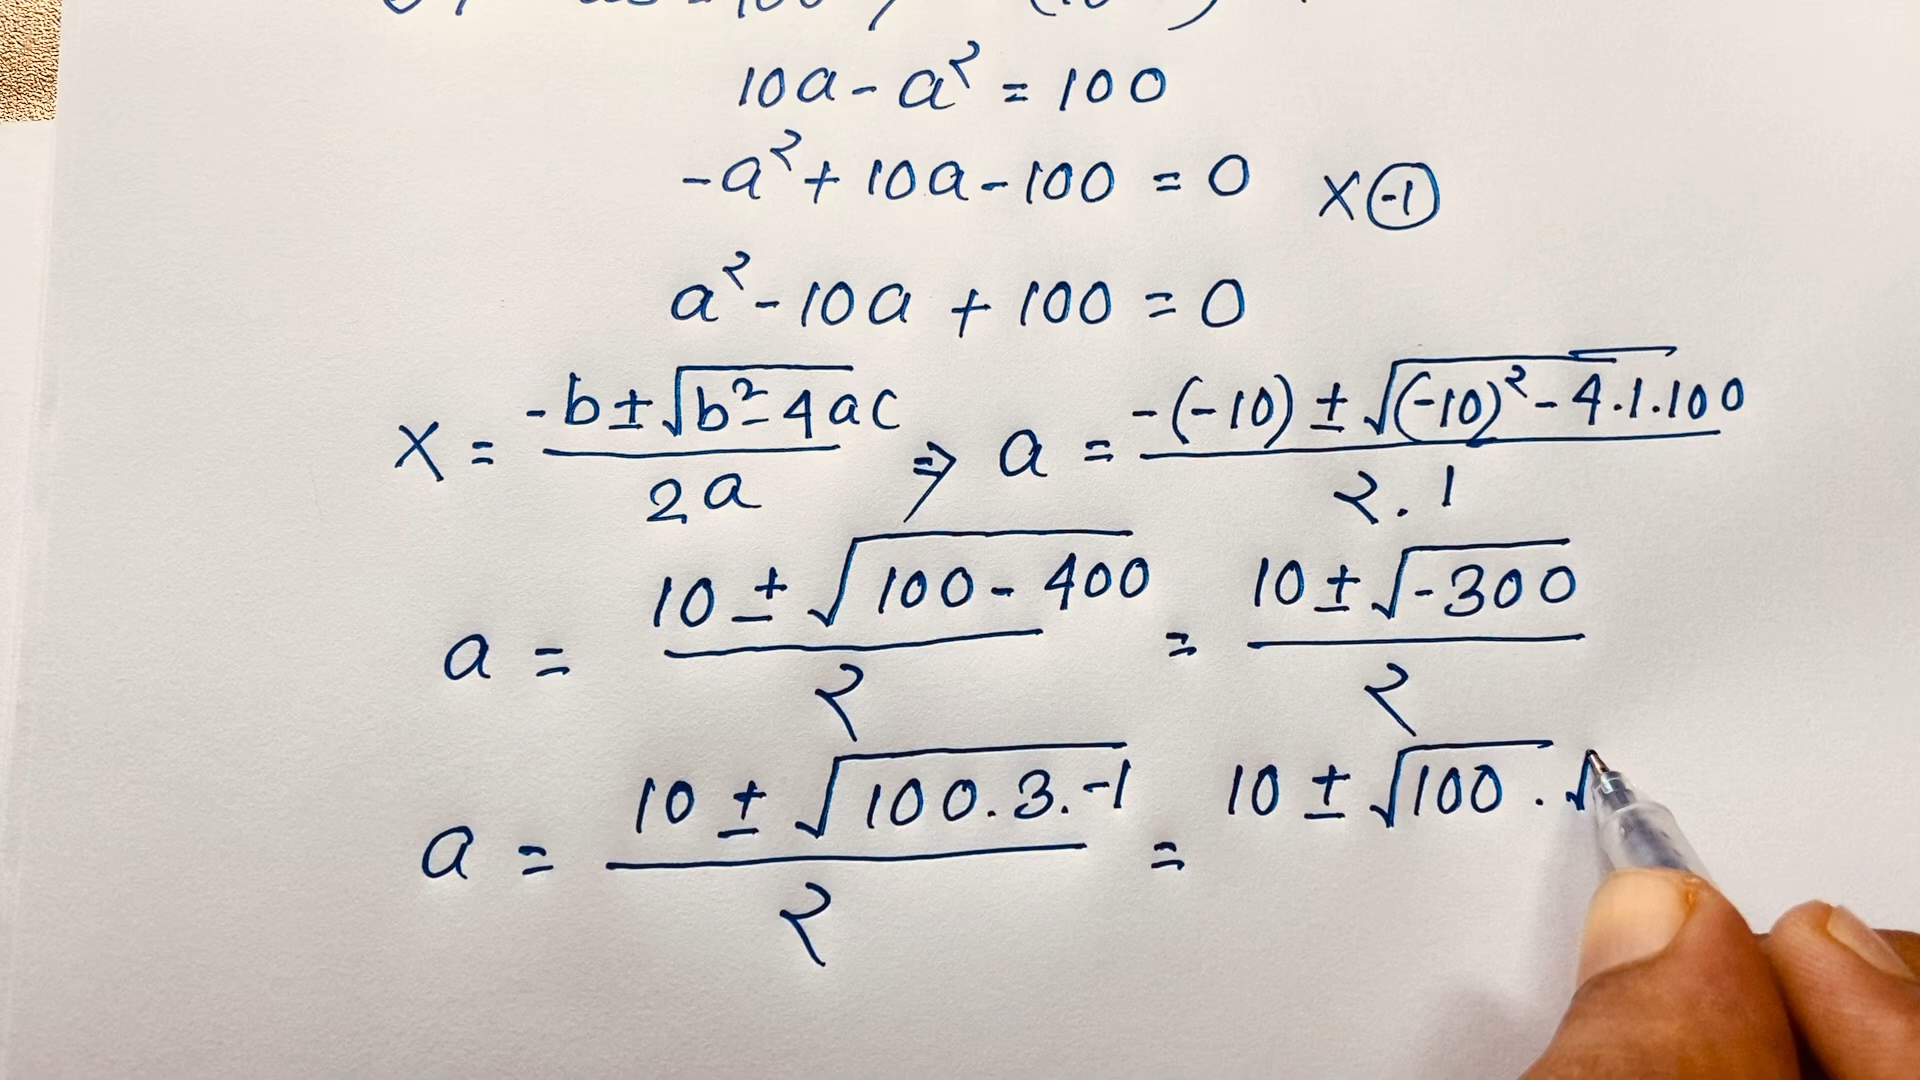 10a - a² = 100
-a² + 10a - 100 = 0 × (-1)
a² - 10a + 100 = 0
x = (-b ± √(b² - 4ac)) / 2a ⇒ a = (-(-10) ± √((-10)² - 4.1.100)) / 2.1
a = (10 ± √(100 - 400)) / 2 = (10 ± √(-300)) / 2
a = (10 ± √(100.3.-1)) / 2 = 10 ± √100 . √